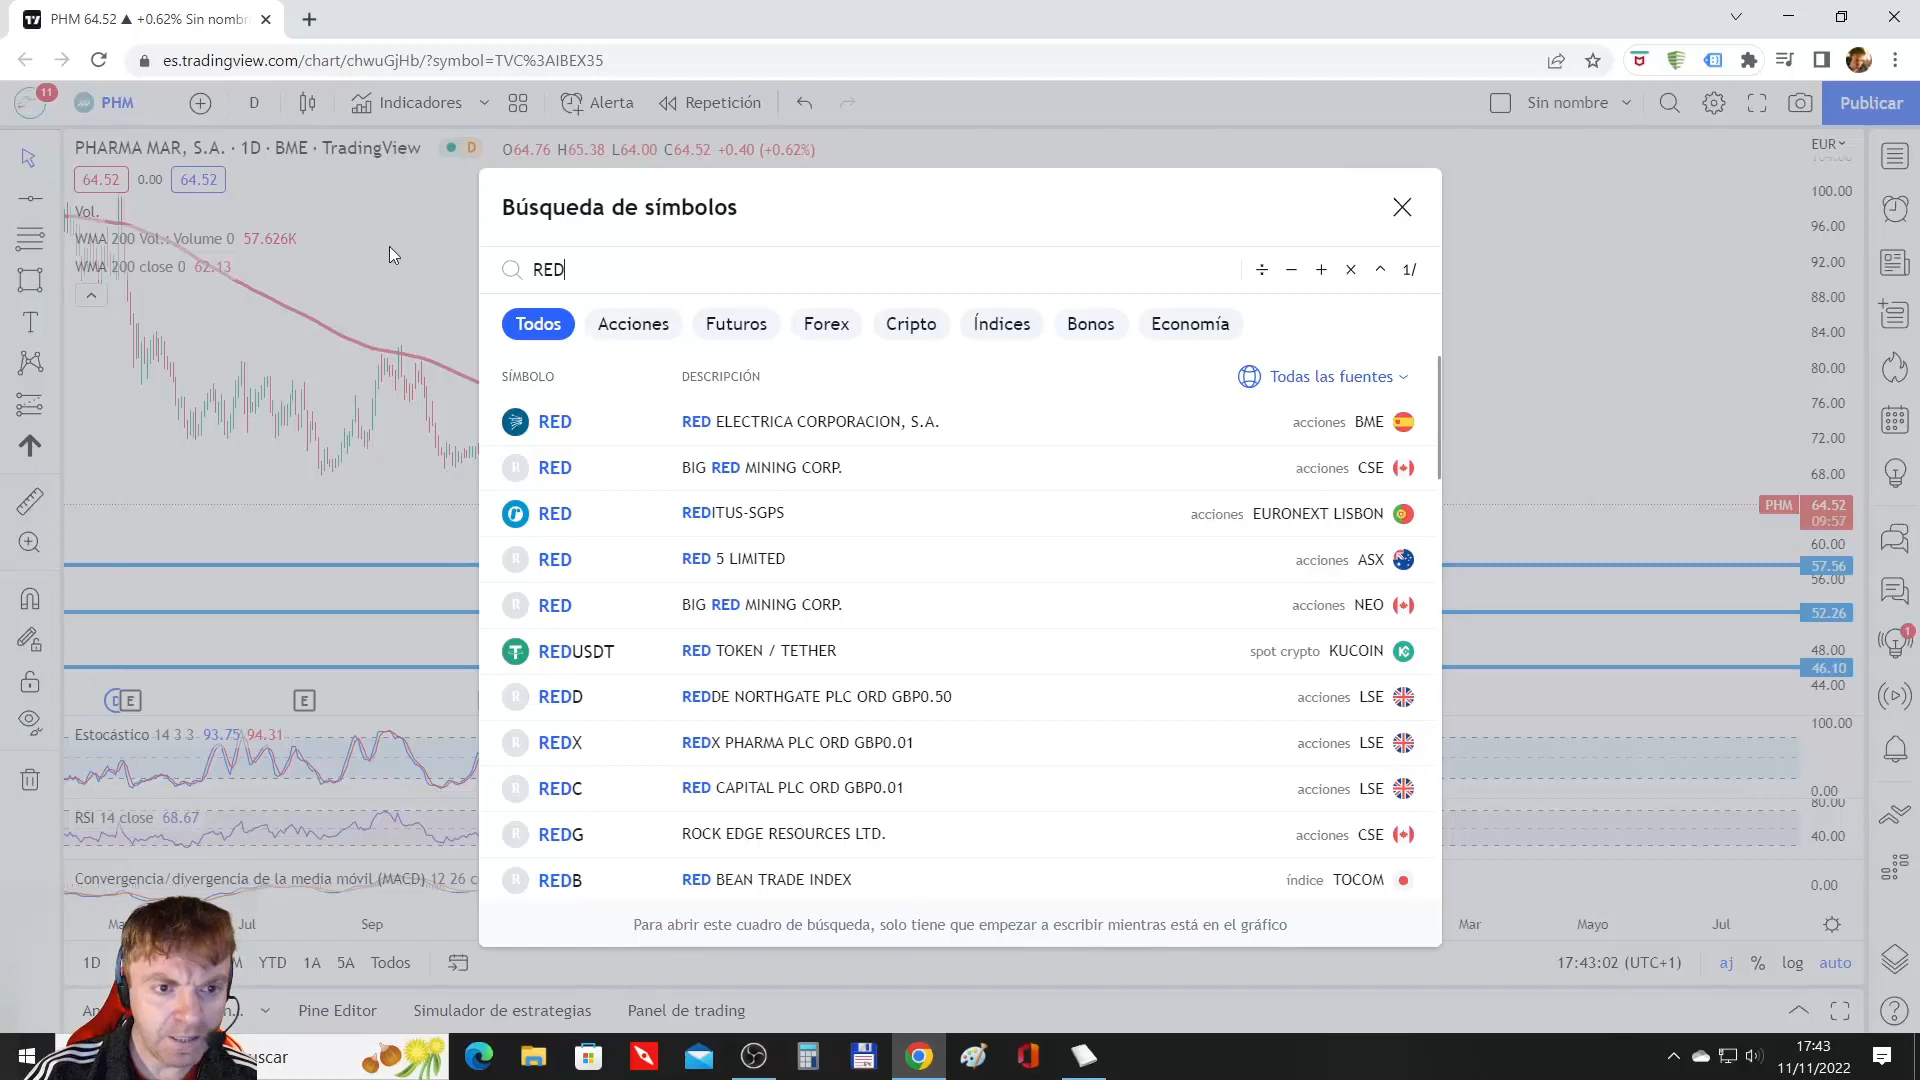 PHM 64.52 ▲ +0.62% Sin nombr
es.tradingview.com/chart/chwuGjHb/?symbol=TVC%3AIBEX35
11
PHM
D
Indicadores
Alerta
Repetición
Sin nombre
Publicar
PHARMA MAR, S.A. · 1D · BME · TradingView
D
O64.76 H65.38 L64.00 C64.52 +0.40 (+0.62%)
EUR
64.52
0.00
64.52
Vol.
WMA 200 Vol.: Volume 0 57.626K
WMA 200 close 0 62.13
Búsqueda de símbolos
RED
÷ − + × ^ 1/
Todos
Acciones
Futuros
Forex
Cripto
Índices
Bonos
Economía
SÍMBOLO
DESCRIPCIÓN
Todas las fuentes
RED
RED ELECTRICA CORPORACION, S.A.
acciones BME
R
RED
BIG RED MINING CORP.
acciones CSE
RED
REDITUS-SGPS
acciones EURONEXT LISBON
R
RED
RED 5 LIMITED
acciones ASX
R
RED
BIG RED MINING CORP.
acciones NEO
REDUSDT
RED TOKEN / TETHER
spot crypto KUCOIN
R
REDD
REDDE NORTHGATE PLC ORD GBP0.50
acciones LSE
R
REDX
REDX PHARMA PLC ORD GBP0.01
acciones LSE
R
REDC
RED CAPITAL PLC ORD GBP0.01
acciones LSE
R
REDG
ROCK EDGE RESOURCES LTD.
acciones CSE
R
REDB
RED BEAN TRADE INDEX
índice TOCOM
Para abrir este cuadro de búsqueda, solo tiene que empezar a escribir mientras está en el gráfico
104.00
100.00
96.00
92.00
88.00
84.00
80.00
76.00
72.00
68.00
PHM 64.52
09:57
60.00
57.56
56.00
52.26
48.00
46.10
44.00
100.00
0.00
80.00
40.00
0.00
1
E
E
Estocástico 14 3 3 93.75 94.31
RSI 14 close 68.67
Convergencia/divergencia de la media móvil (MACD) 12 26 c
Jul
Sep
Mar
Mayo
Jul
1D
YTD
1A
5A
Todos
17:43:02 (UTC+1)
aj
%
log
auto
Pine Editor
Simulador de estrategias
Panel de trading
uscar
17:43
11/11/2022